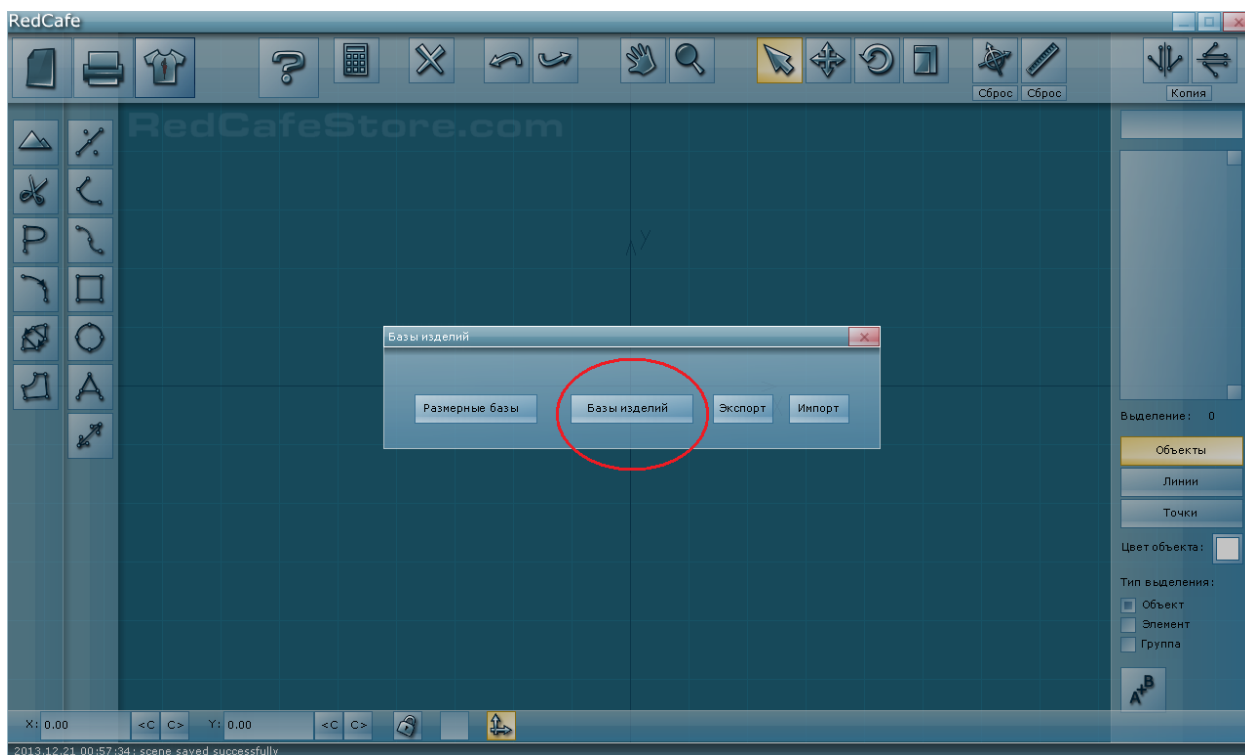 RedCafe
Сброс Сброс
Копия
RedCafeStore.com
y
Базы изделий
Размерные базы Базы изделий Экспорт Импорт
Выделение: 0
Объекты
Линии
Точки
Цвет объекта:
Тип выделения:
Объект
Элемент
Группа
A+B
X: 0.00 <C C> Y: 0.00 <C C>
2013.12.21 00:57:34: scene saved successfully